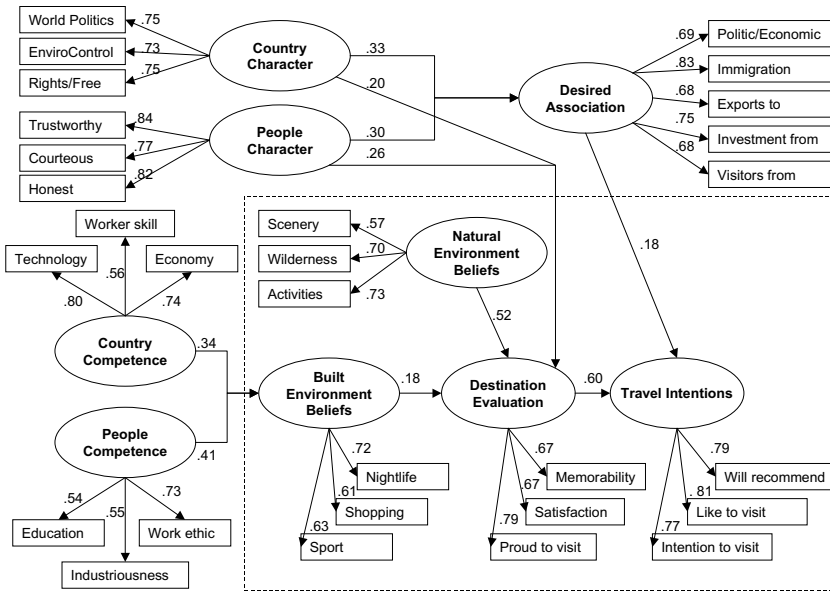 World Politics
.75
EnviroControl
.73
Rights/Free
.75
Country
Character
.33
.20
Trustworthy
.84
Courteous
.77
Honest
.82
People
Character
.30
.26
Desired
Association
.69
Politic/Economic
.83
Immigration
.68
Exports to
.75
Investment from
.68
Visitors from
.18
Worker skill
Technology
Economy
.56
.80
.74
Country
Competence
.34
People
Competence
.41
.54
.55
.73
Education
Work ethic
Industriousness
Scenery
.57
Wilderness
.70
Activities
.73
Natural
Environment
Beliefs
.52
Built
Environment
Beliefs
.18
Destination
Evaluation
.60
Travel Intentions
.72
Nightlife
.61
Shopping
.63
Sport
.67
Memorability
.67
Satisfaction
.79
Proud to visit
.79
Will recommend
. 81
Like to visit
.77
Intention to visit